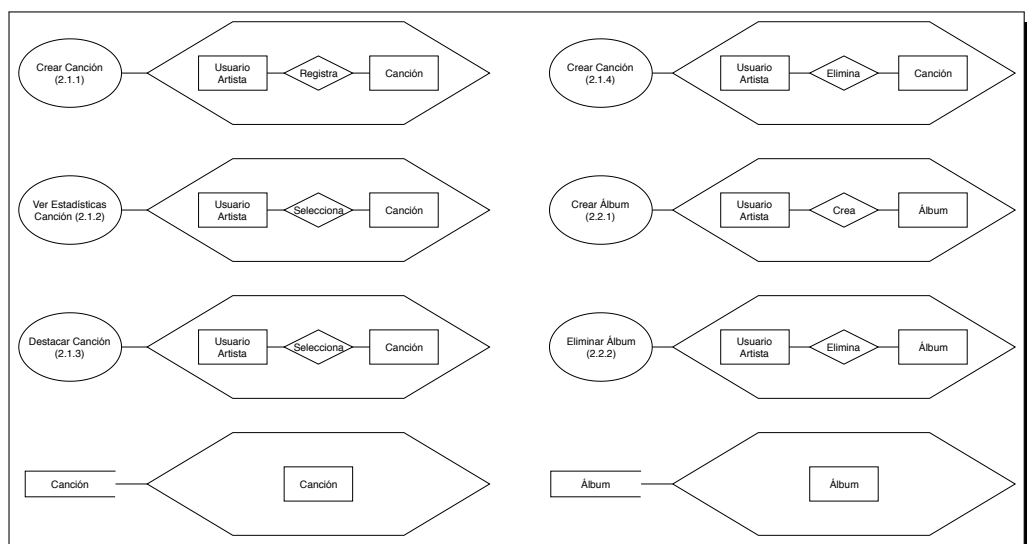 Crear Canción
(2.1.1)
Usuario
Artista
Registra
Canción
Crear Canción
(2.1.4)
Usuario
Artista
Elimina
Canción
Ver Estadísticas
Canción (2.1.2)
Usuario
Artista
Selecciona
Canción
Crear Álbum
(2.2.1)
Usuario
Artista
Crea
Álbum
Destacar Canción
(2.1.3)
Usuario
Artista
Selecciona
Canción
Eliminar Álbum
(2.2.2)
Usuario
Artista
Elimina
Álbum
Canción
Canción
Álbum
Álbum